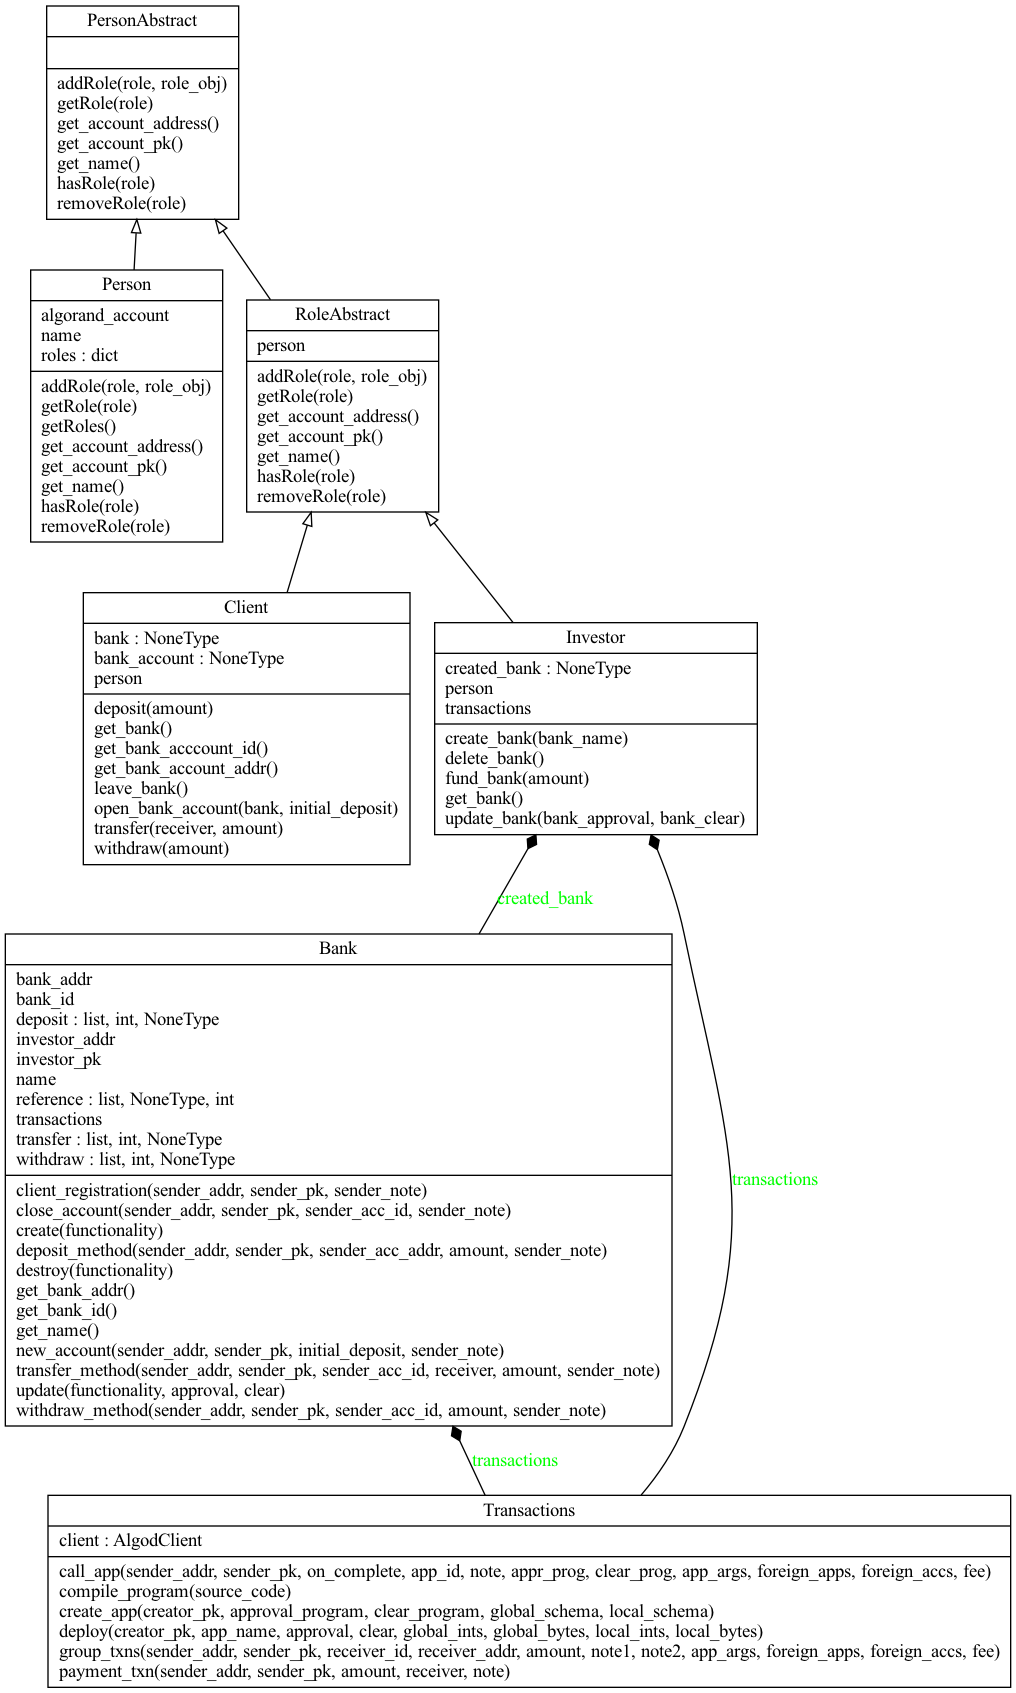 PersonAbstract
addRole(role, role_obj)
getRole(role)
get_account_address()
get_account_pk()
get_name()
hasRole(role)
removeRole(role)
Person
algorand_account
name
roles : dict
addRole(role, role_obj)
getRole(role)
getRoles()
get_account_address()
get_account_pk()
get_name()
hasRole(role)
removeRole(role)
RoleAbstract
person
addRole(role, role_obj)
getRole(role)
get_account_address()
get_account_pk()
get_name()
hasRole(role)
removeRole(role)
Client
bank : NoneType
bank_account : NoneType
person
deposit(amount)
get_bank()
get_bank_acccount_id()
get_bank_account_addr()
leave_bank()
open_bank_account(bank, initial_deposit)
transfer(receiver, amount)
withdraw(amount)
Investor
created_bank : NoneType
person
transactions
create_bank(bank_name)
delete_bank()
fund_bank(amount)
get_bank()
update_bank(bank_approval, bank_clear)
created_bank
Bank
bank_addr
bank_id
deposit : list, int, NoneType
investor_addr
investor_pk
name
reference : list, NoneType, int
transactions
transfer : list, int, NoneType
withdraw : list, int, NoneType
client_registration(sender_addr, sender_pk, sender_note)
close_account(sender_addr, sender_pk, sender_acc_id, sender_note)
create(functionality)
deposit_method(sender_addr, sender_pk, sender_acc_addr, amount, sender_note)
destroy(functionality)
get_bank_addr()
get_bank_id()
get_name()
new_account(sender_addr, sender_pk, initial_deposit, sender_note)
transfer_method(sender_addr, sender_pk, sender_acc_id, receiver, amount, sender_note)
update(functionality, approval, clear)
withdraw_method(sender_addr, sender_pk, sender_acc_id, amount, sender_note)
transactions
transactions
Transactions
client : AlgodClient
call_app(sender_addr, sender_pk, on_complete, app_id, note, appr_prog, clear_prog, app_args, foreign_apps, foreign_accs, fee)
compile_program(source_code)
create_app(creator_pk, approval_program, clear_program, global_schema, local_schema)
deploy(creator_pk, app_name, approval, clear, global_ints, global_bytes, local_ints, local_bytes)
group_txns(sender_addr, sender_pk, receiver_id, receiver_addr, amount, note1, note2, app_args, foreign_apps, foreign_accs, fee)
payment_txn(sender_addr, sender_pk, amount, receiver, note)